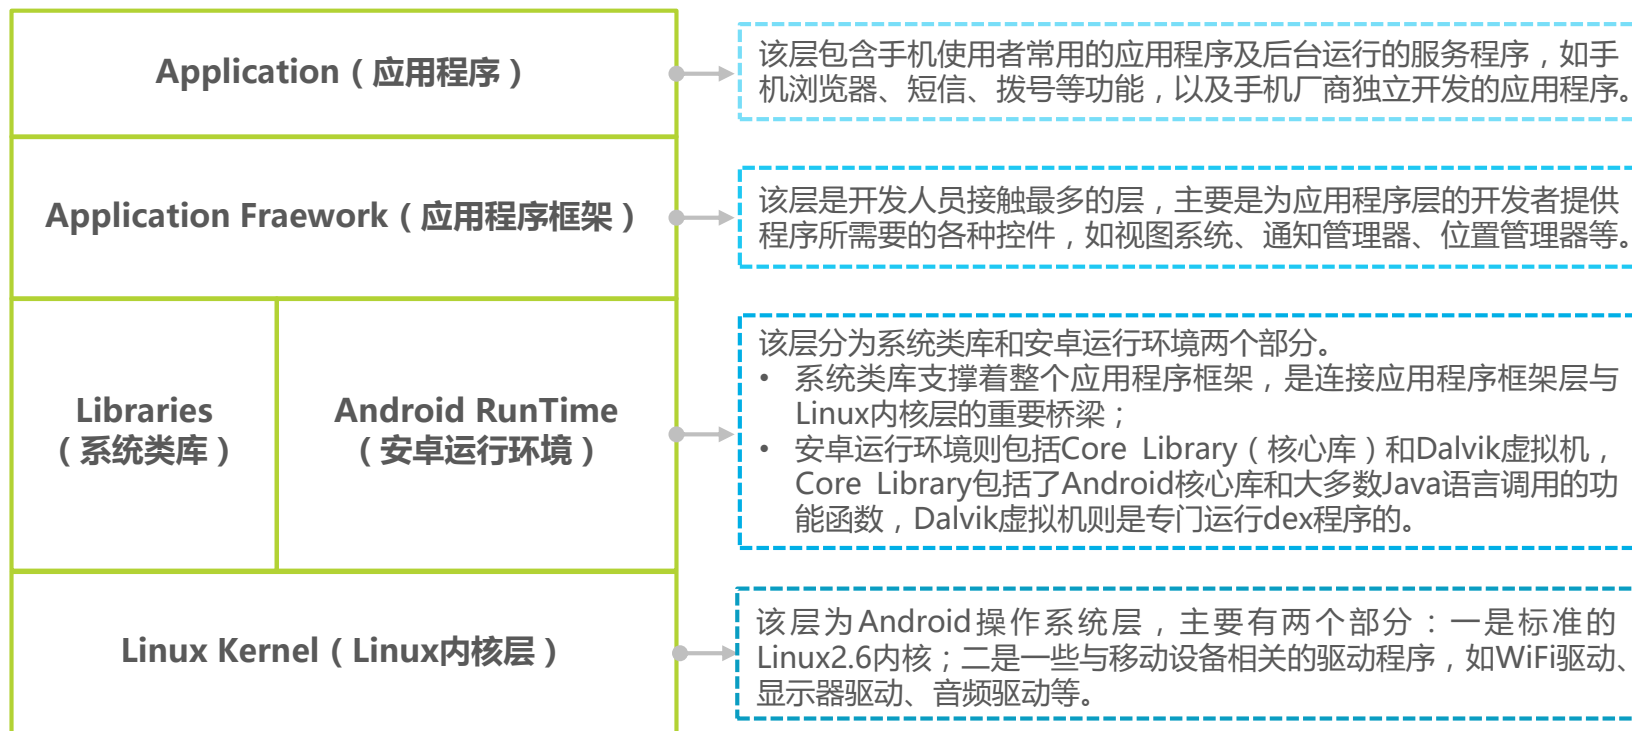 Application（应用程序）
该层包含手机使用者常用的应用程序及后台运行的服务程序，如手
机浏览器、短信、拨号等功能，以及手机厂商独立开发的应用程序。
Application Fraework（应用程序框架）
该层是开发人员接触最多的层，主要是为应用程序层的开发者提供
程序所需要的各种控件，如视图系统、通知管理器、位置管理器等。
Libraries
（系统类库）
Android RunTime
（安卓运行环境）
该层分为系统类库和安卓运行环境两个部分。
• 系统类库支撑着整个应用程序框架，是连接应用程序框架层与
Linux内核层的重要桥梁；
• 安卓运行环境则包括Core Library（核心库）和Dalvik虚拟机，
Core Library包括了Android核心库和大多数Java语言调用的功
能函数，Dalvik虚拟机则是专门运行dex程序的。
Linux Kernel（Linux内核层）
该层为Android操作系统层，主要有两个部分：一是标准的
Linux2.6内核；二是一些与移动设备相关的驱动程序，如WiFi驱动、
显示器驱动、音频驱动等。